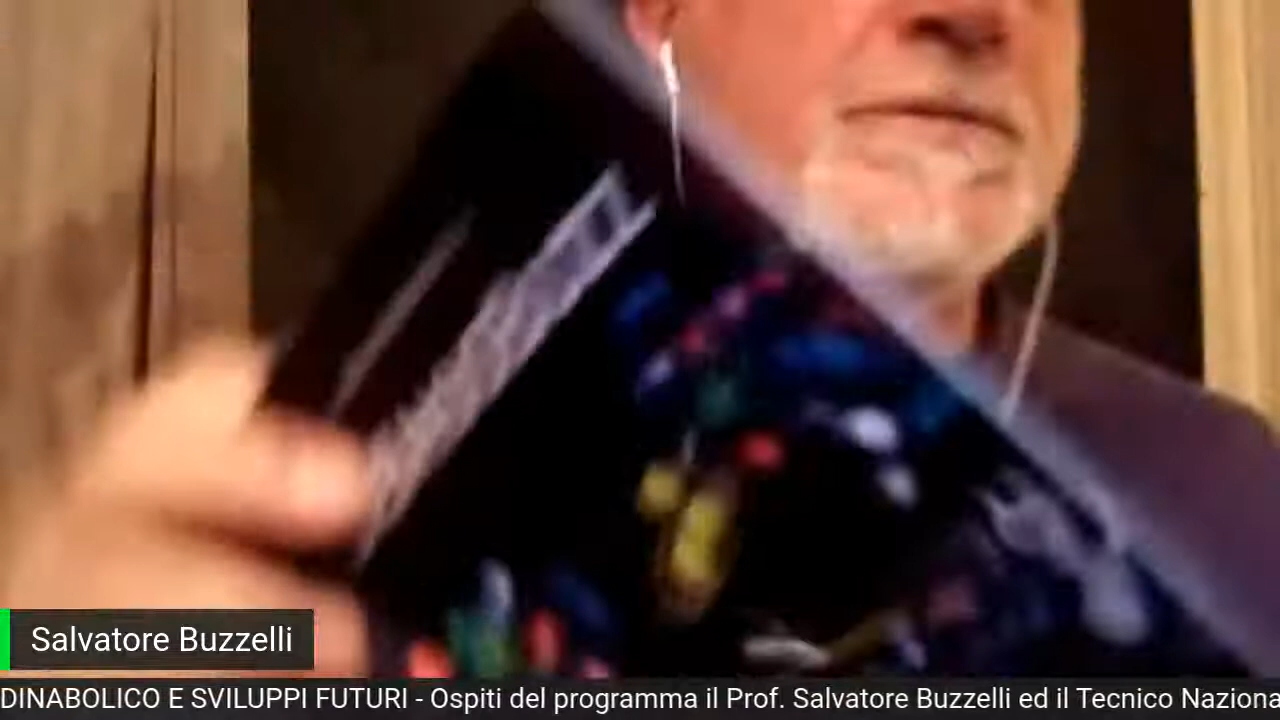 Salvatore Buzzelli
DINABOLICO E SVILUPPI FUTURI - Ospiti del programma il Prof. Salvatore Buzzelli ed il Tecnico Naziona